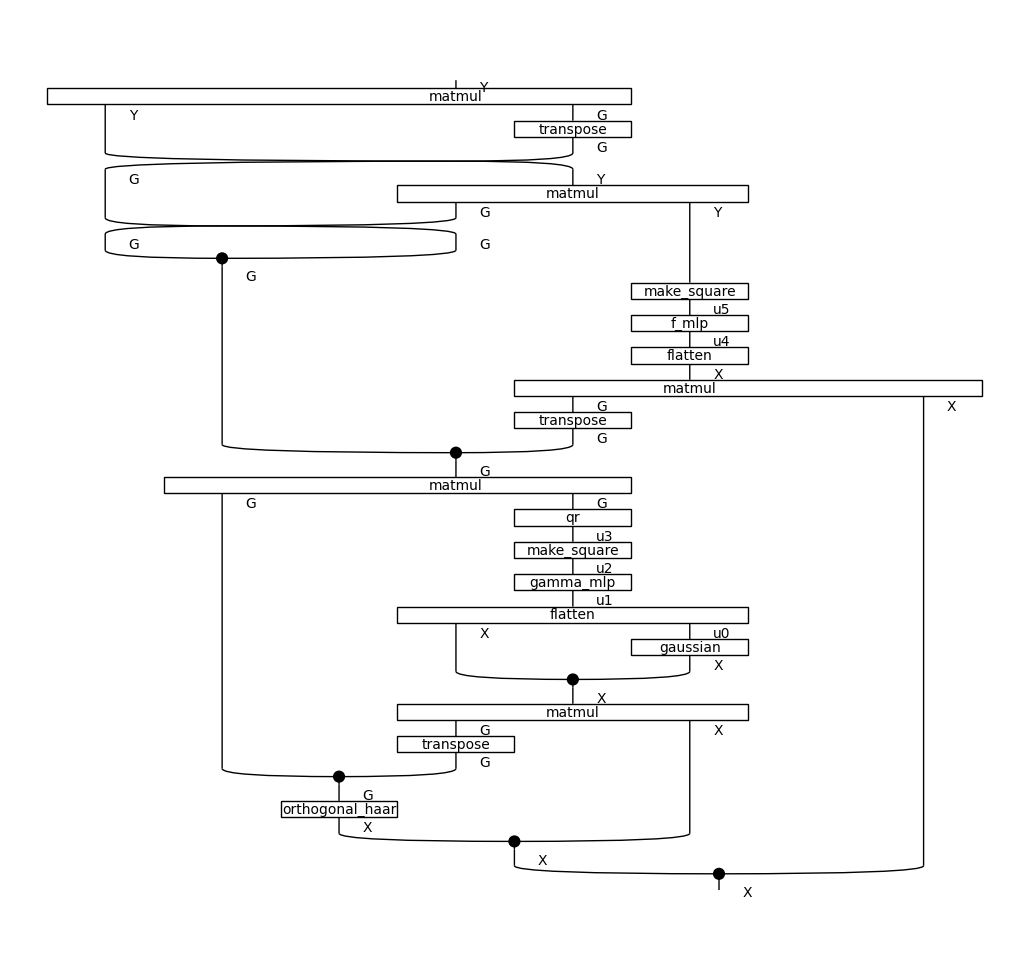 Y
matmul
Y
G
transpose
G
G
Y
matmul
G
Y
G
G
G
make_square
u5
f_mlp
u4
flatten
X
matmul
G
X
transpose
G
G
matmul
G
G
qr
u3
make_square
u2
gamma_mlp
u1
flatten
X
u0
gaussian
X
X
matmul
G
X
transpose
G
G
orthogonal_haar
X
X
X